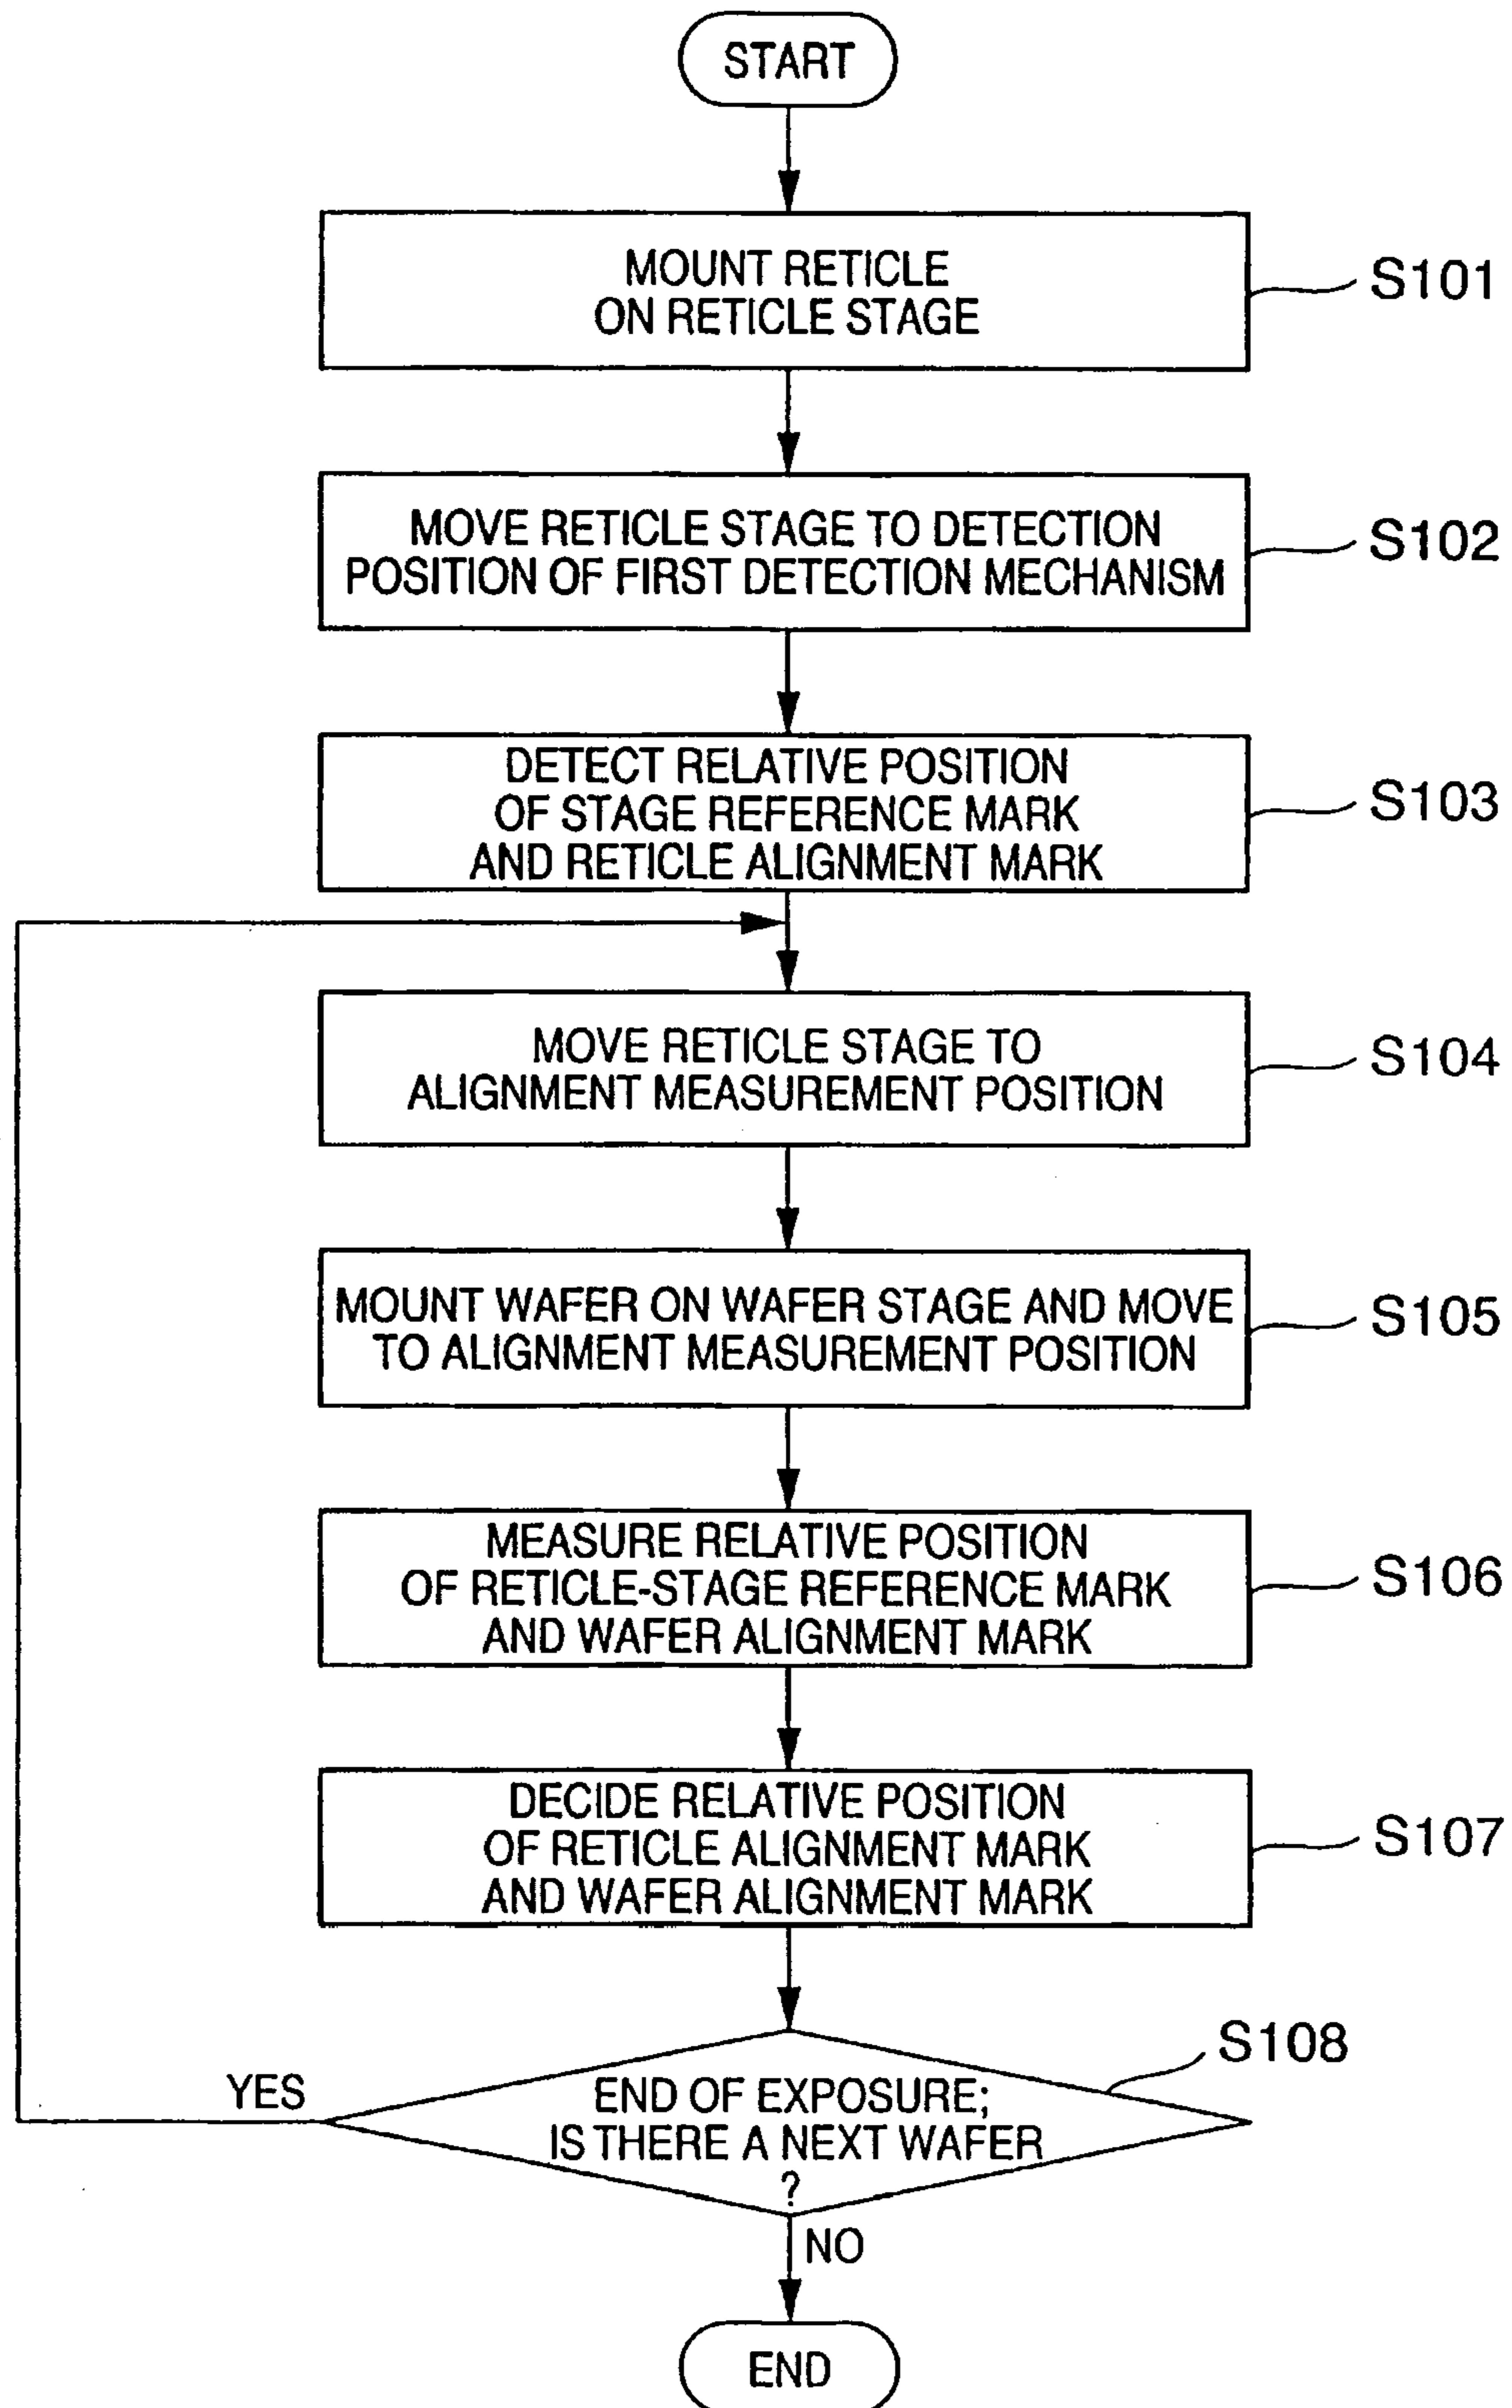 START
MOUNT RETICLE
ON RETICLE STAGE
S101
MOVE RETICLE STAGE TO DETECTION
POSITION OF FIRST DETECTION MECHANISM
S102
DETECT RELATIVE POSITION
OF STAGE REFERENCE MARK
AND RETICLE ALIGNMENT MARK
S103
MOVE RETICLE STAGE TO
ALIGNMENT MEASUREMENT POSITION
S104
MOUNT WAFER ON WAFER STAGE AND MOVE
TO ALIGNMENT MEASUREMENT POSITION
S105
MEASURE RELATIVE POSITION
OF RETICLE-STAGE REFERENCE MARK
AND WAFER ALIGNMENT MARK
S106
DECIDE RELATIVE POSITION
OF RETICLE ALIGNMENT MARK
AND WAFER ALIGNMENT MARK
S107
S108
END OF EXPOSURE;
IS THERE A NEXT WAFER
?
YES
NO
END